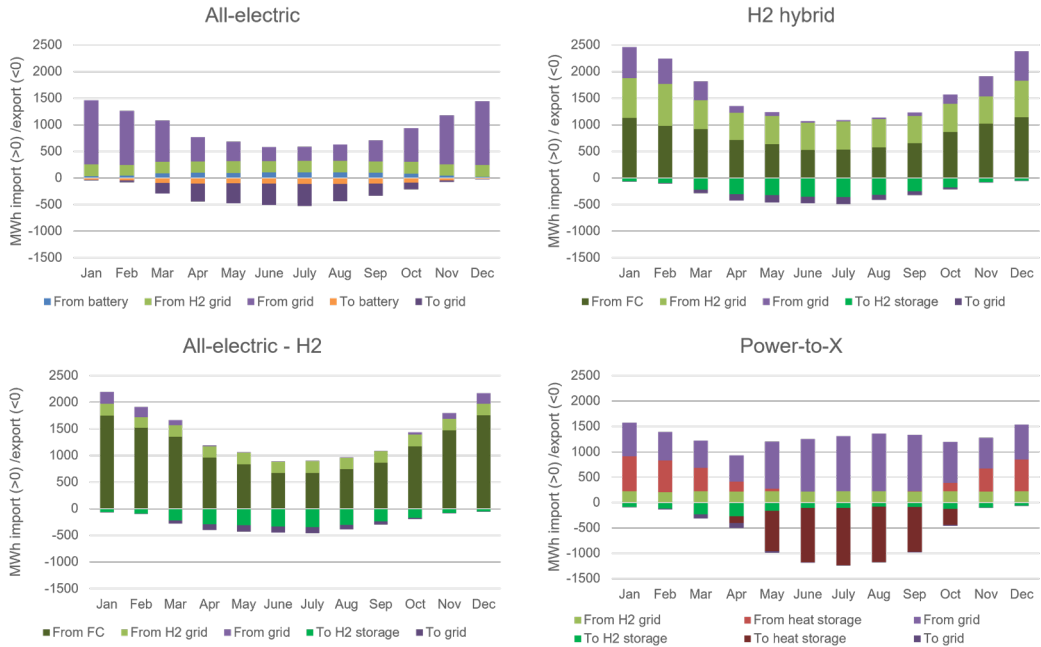 All-electric
MWh import (>0) /export (<0)
2500
2000
1500
1000
500
0
-500
-1000
-1500
Jan Feb Mar Apr May June July Aug Sep Oct Nov Dec
From battery From H2 grid From grid To battery To grid
H2 hybrid
MWh import (>0) / export (<0)
2500
2000
1500
1000
500
0
-500
-1000
-1500
Jan Feb Mar Apr May June July Aug Sep Oct Nov Dec
From FC From H2 grid From grid To H2 storage To grid
All-electric - H2
MWh import (>0) /export (<0)
2500
2000
1500
1000
500
0
-500
-1000
-1500
Jan Feb Mar Apr May June July Aug Sep Oct Nov Dec
From FC From H2 grid From grid To H2 storage To grid
Power-to-X
MWh import (>0) /export (<0)
2500
2000
1500
1000
500
0
-500
-1000
-1500
Jan Feb Mar Apr May June July Aug Sep Oct Nov Dec
From H2 grid From heat storage From grid
To H2 storage To heat storage To grid